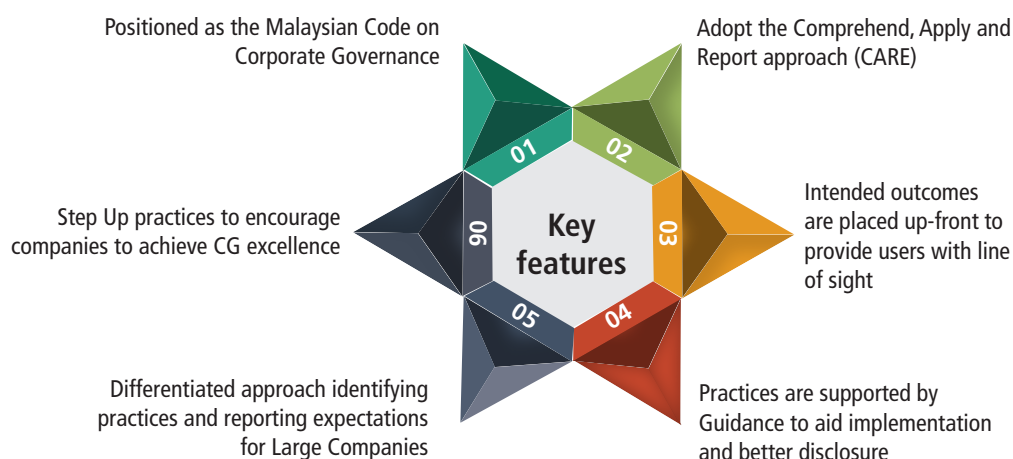 Positioned as the Malaysian Code on
Corporate Governance
Adopt the Comprehend, Apply and
Report approach (CARE)
01
02
Step Up practices to encourage
companies to achieve CG excellence
06
Key
features
03
Intended outcomes
are placed up-front to
provide users with line
of sight
05
04
Differentiated approach identifying
practices and reporting expectations
for Large Companies
Practices are supported by
Guidance to aid implementation
and better disclosure